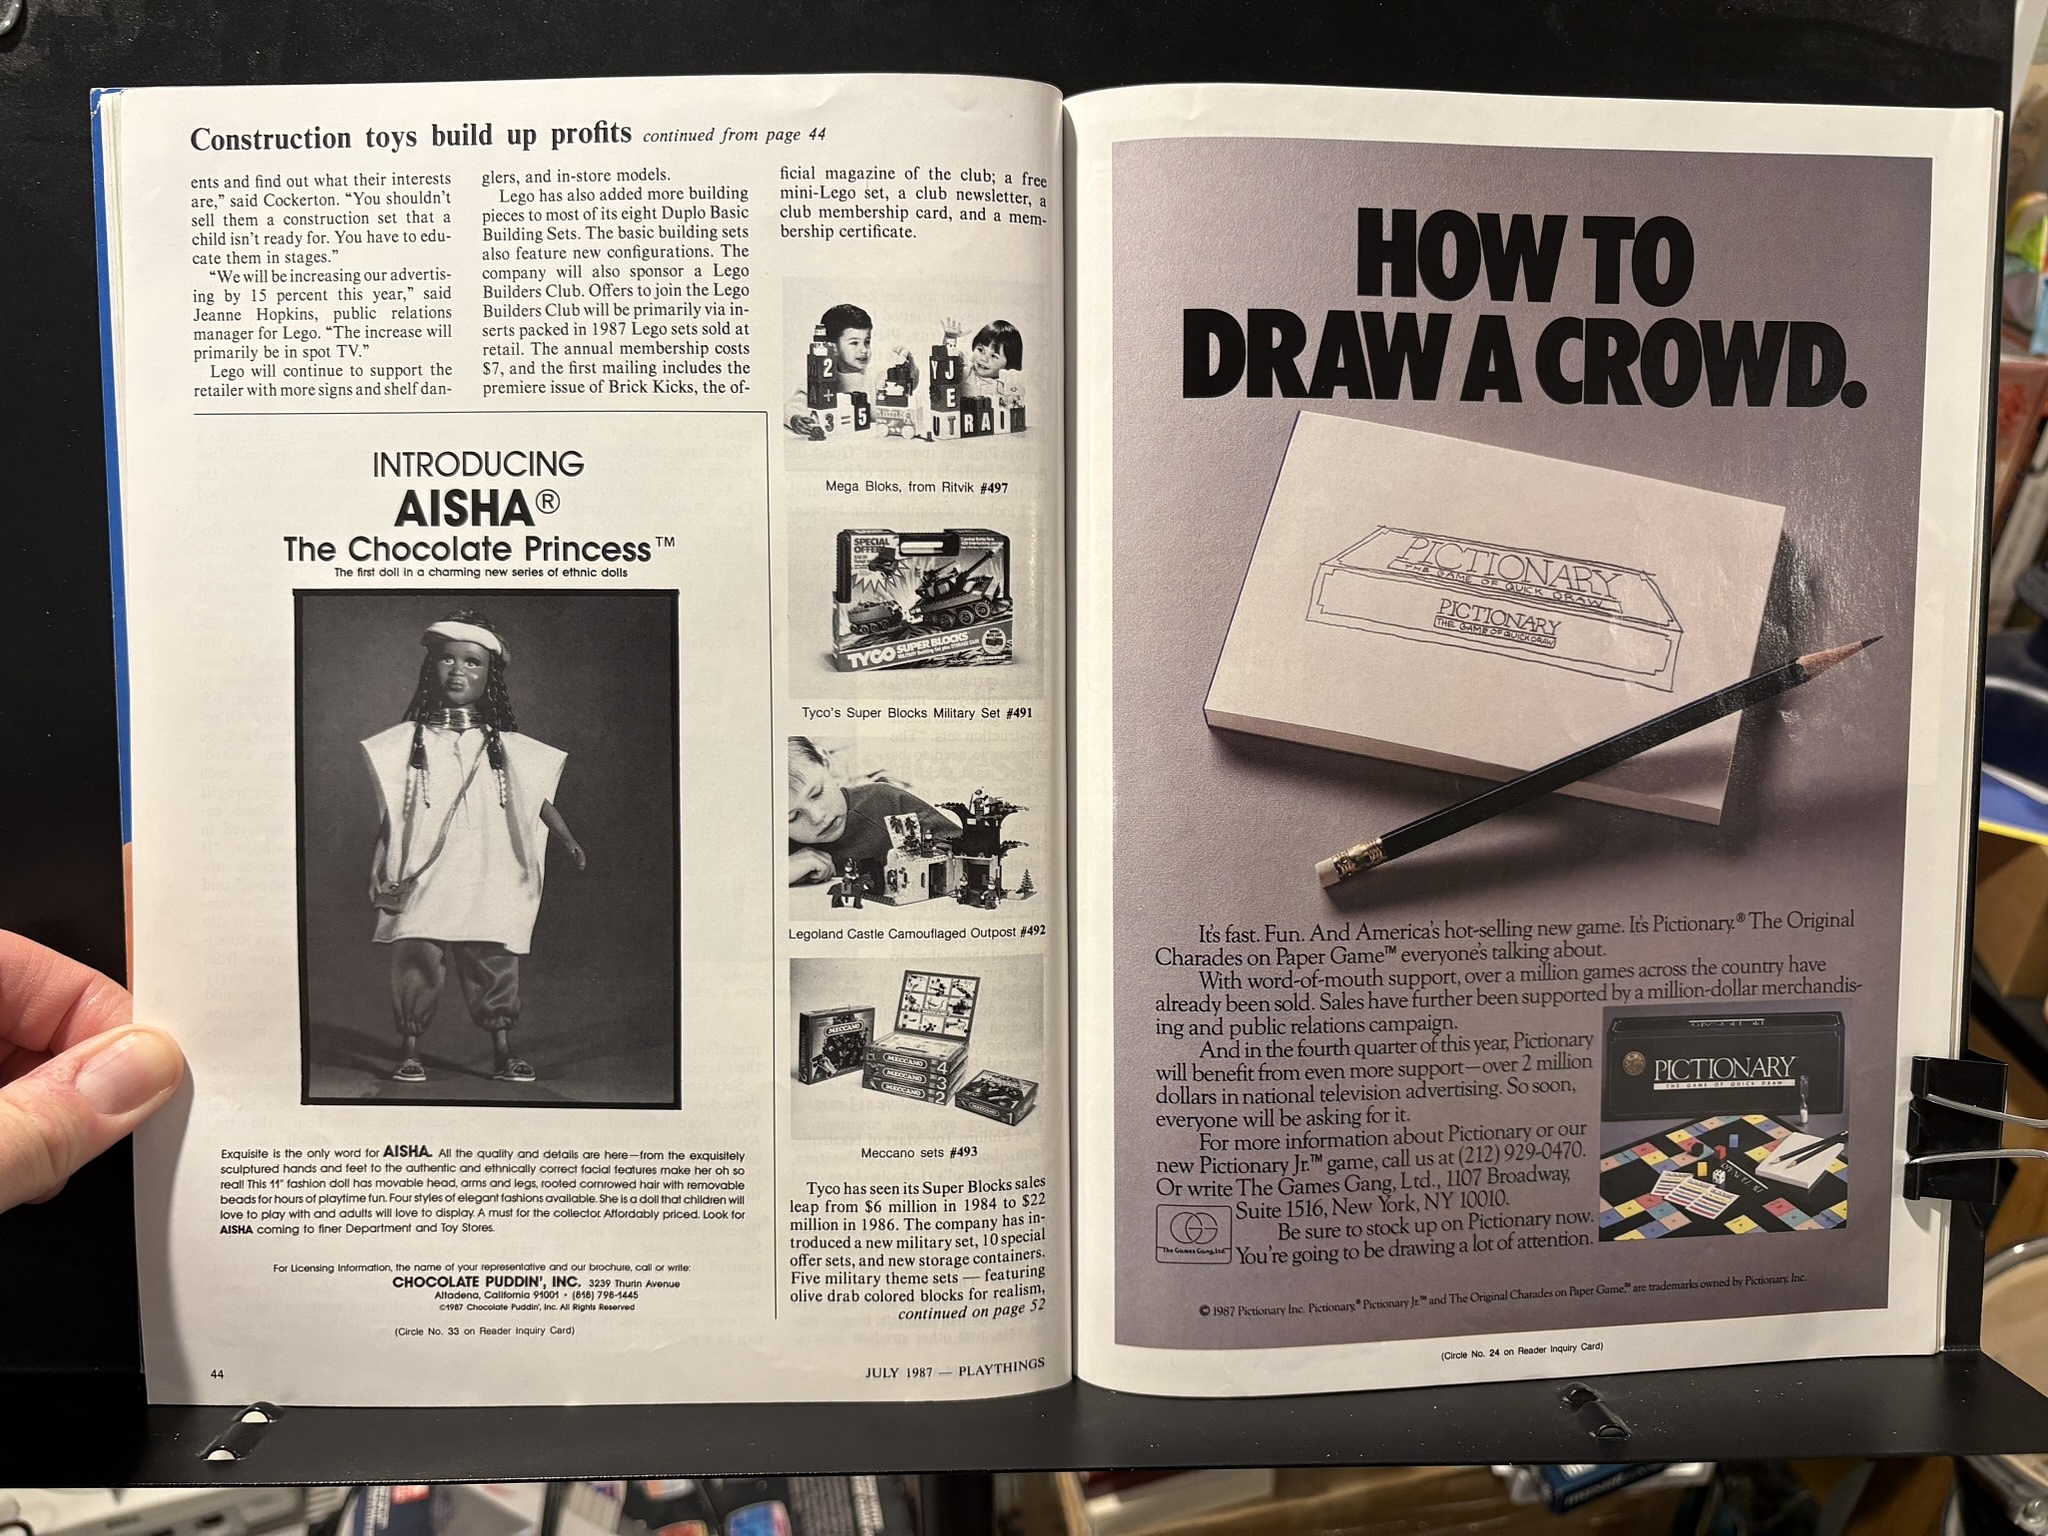 Construction toys build up profits continued from page 44
ents and find out what their interests
are,” said Cockerton. “You shouldn't
sell them a construction set that a
child isn't ready for. You have to edu-
cate them in stages.”
“We will be increasing our advertis-
ing by 15 percent this year,” said
Jeanne Hopkins, public relations
manager for Lego. “The increase will
primarily be in spot TV.”
Lego will continue to support the
retailer with more signs and shelf dan-
glers, and in-store models.
Lego has also added more building
pieces to most of its eight Duplo Basic
Building Sets. The basic building sets
also feature new configurations. The
company will also sponsor a Lego
Builders Club. Offers to join the Lego
Builders Club will be primarily via in-
serts packed in 1987 Lego sets sold at
retail. The annual membership costs
$7, and the first mailing includes the
premiere issue of Brick Kicks, the of-
ficial magazine of the club; a free
mini-Lego set, a club newsletter, a
club membership card, and a mem-
bership certificate.
2
A +
3 = 5
Y J
E
T R A I N
Mega Bloks, from Ritvik #497
SPECIAL
OFFER
TYCO SUPER BLOCKS
Tyco's Super Blocks Military Set #491
Legoland Castle Camouflaged Outpost #492
MECCANO
MECCANO 4
MECCANO 3
MECCANO 2
MECCANO 1
Meccano sets #493
Tyco has seen its Super Blocks sales
leap from $6 million in 1984 to $22
million in 1986. The company has in-
troduced a new military set, 10 special
offer sets, and new storage containers.
Five military theme sets — featuring
olive drab colored blocks for realism,
continued on page 52
INTRODUCING
AISHA®
The Chocolate Princess™
The first doll in a charming new series of ethnic dolls
Exquisite is the only word for AISHA. All the quality and details are here—from the exquisitely
sculptured hands and feet to the authentic and ethnically correct facial features make her oh so
real! This 11" fashion doll has movable head, arms and legs, rooted cornrowed hair with removable
beads for hours of playtime fun. Four styles of elegant fashions available. She is a doll that children will
love to play with and adults will love to display. A must for the collector. Affordably priced. Look for
AISHA coming to finer Department and Toy Stores.
For Licensing Information, the name of your representative and our brochure, call or write:
CHOCOLATE PUDDIN', INC. 3239 Thurin Avenue
Altadena, California 91001 • (818) 798-1445
©1987 Chocolate Puddin', Inc. All Rights Reserved
(Circle No. 33 on Reader Inquiry Card)
44
JULY 1987 — PLAYTHINGS
HOW TO
DRAW A CROWD.
PICTIONARY
THE GAME OF QUICK DRAW
PICTIONARY
THE GAME OF QUICK DRAW
It's fast. Fun. And America's hot-selling new game. It's Pictionary.® The Original
Charades on Paper Game™ everyone's talking about.
With word-of-mouth support, over a million games across the country have
already been sold. Sales have further been supported by a million-dollar merchandis-
ing and public relations campaign.
And in the fourth quarter of this year, Pictionary
will benefit from even more support—over 2 million
dollars in national television advertising. So soon,
everyone will be asking for it.
For more information about Pictionary or our
new Pictionary Jr.™ game, call us at (212) 929-0470.
Or write The Games Gang, Ltd., 1107 Broadway,
Suite 1516, New York, NY 10010.
Be sure to stock up on Pictionary now.
You're going to be drawing a lot of attention.
The Games Gang, Ltd.
PICTIONARY
THE GAME OF QUICK DRAW
© 1987 Pictionary Inc. Pictionary,® Pictionary Jr.™ and The Original Charades on Paper Game,™ are trademarks owned by Pictionary, Inc.
(Circle No. 24 on Reader Inquiry Card)